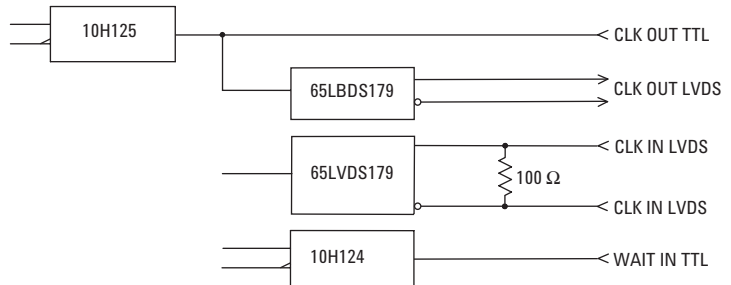 10H125
CLK OUT TTL
65LBDS179
CLK OUT LVDS
CLK IN LVDS
65LVDS179
100 Ω
CLK IN LVDS
10H124
WAIT IN TTL